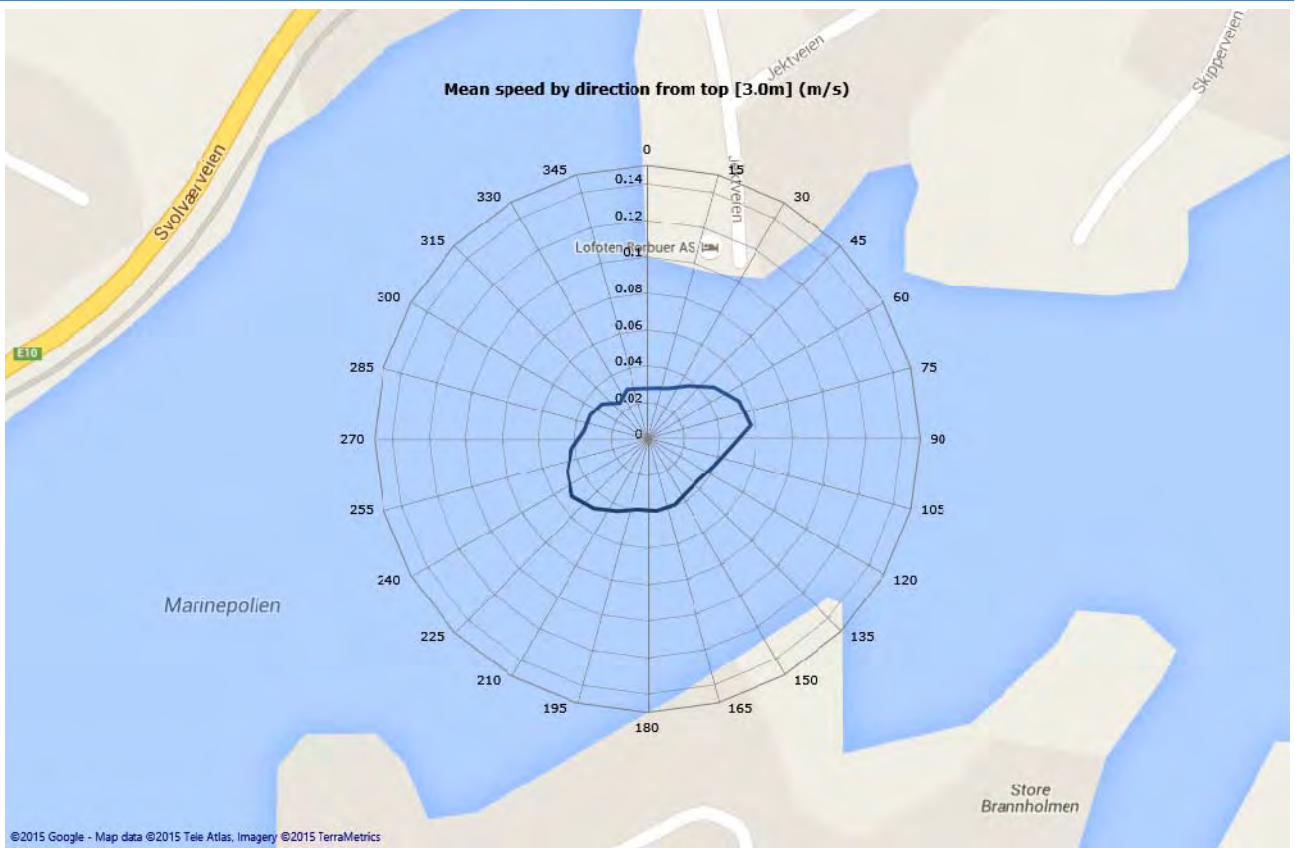 Jektveien
Skipperveien
Mean speed by direction from top [3.0m] (m/s)
Svolværveien
Jektveien
0
345
15
330
30
0.14
0.12
315
45
Lofoten Rorbuer AS
0.1
300
0.08
60
0.06
E10
285
0.04
75
0.02
270
0
90
255
105
240
120
Marinepollen
225
135
210
150
195
165
180
Store
Brannholmen
©2015 Google - Map data ©2015 Tele Atlas, Imagery ©2015 TerraMetrics